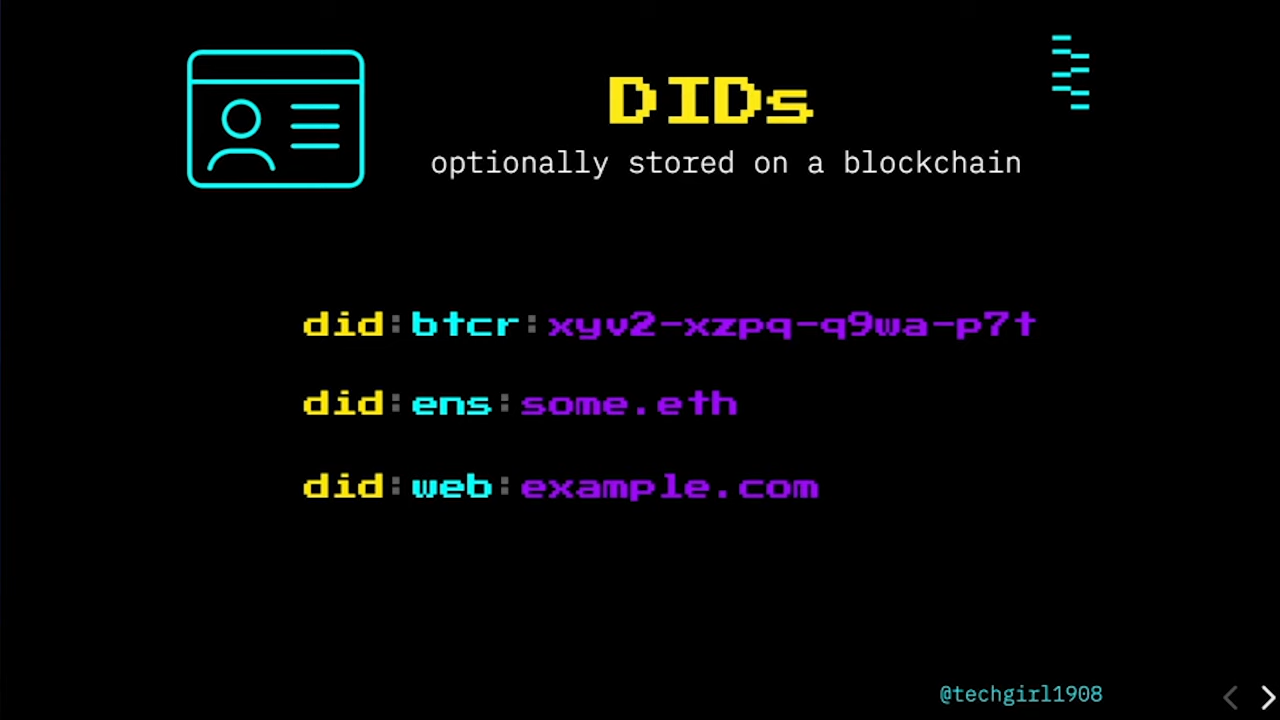 DIDs
optionally stored on a blockchain
did:btcr:xyv2-xzpq-q9wa-p7t
did:ens:some.eth
did:web:example.com
@techgirl1908